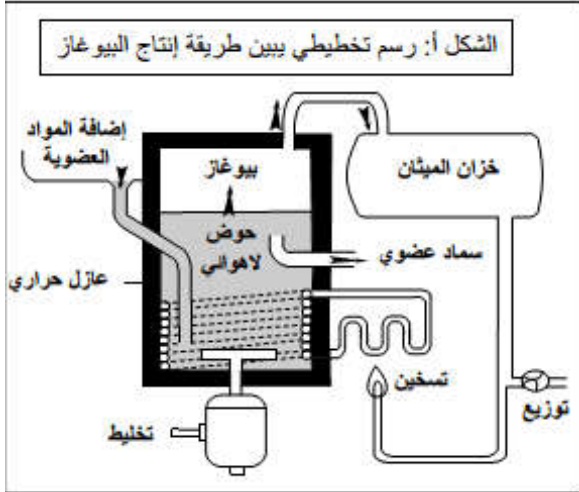 الشكل أ: رسم تخطيطي يبين طريقة إنتاج البيوغاز
إضافة المواد
العضوية
بيوغاز
خزان الميثان
حوض
لاهوائي
سماد عضوي
عازل حراري
تسخين
توزيع
تخليط